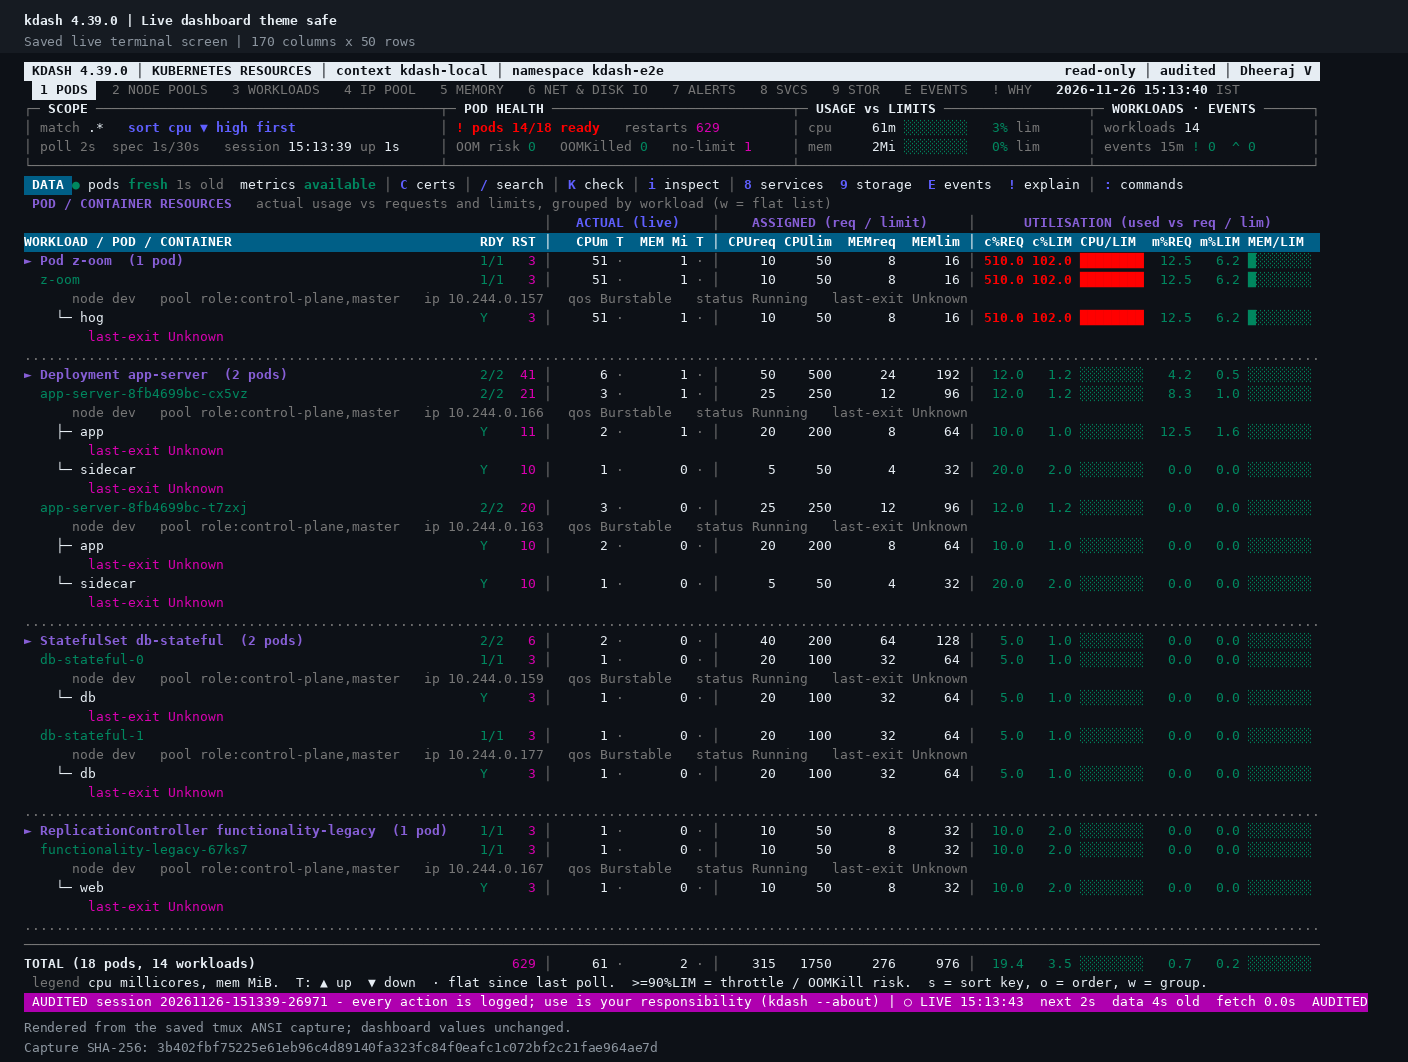 kdash 4.39.0 | Live dashboard theme safe
Saved live terminal screen | 170 columns x 50 rows
KDASH 4.39.0 │ KUBERNETES RESOURCES │ context kdash-local │ namespace kdash-e2e read-only │ audited │ Dheeraj V
1 PODS 2 NODE POOLS 3 WORKLOADS 4 IP POOL 5 MEMORY 6 NET & DISK IO 7 ALERTS 8 SVCS 9 STOR E EVENTS ! WHY 2026-11-26 15:13:40 IST
┌─ SCOPE ─┬─ POD HEALTH ─┬─ USAGE vs LIMITS ─┬─ WORKLOADS · EVENTS ─┐
│ match .* sort cpu ▼ high first │ ! pods 14/18 ready restarts 629 │ cpu 61m ░░░░░░░░ 3% lim │ workloads 14 │
│ poll 2s spec 1s/30s session 15:13:39 up 1s │ OOM risk 0 OOMKilled 0 no-limit 1 │ mem 2Mi ░░░░░░░░ 0% lim │ events 15m ! 0 ^ 0 │
DATA ● pods fresh 1s old metrics available │ C certs │ / search │ K check │ i inspect │ 8 services 9 storage E events ! explain │ : commands
POD / CONTAINER RESOURCES actual usage vs requests and limits, grouped by workload (w = flat list)
│ ACTUAL (live) │ ASSIGNED (req / limit) │ UTILISATION (used vs req / lim)
WORKLOAD / POD / CONTAINER RDY RST │ CPUm T MEM Mi T │ CPUreq CPUlim MEMreq MEMlim │ c%REQ c%LIM CPU/LIM m%REQ m%LIM MEM/LIM
► Pod z-oom (1 pod) 1/1 3 │ 51 · 1 · │ 10 50 8 16 │ 510.0 102.0 ████████ 12.5 6.2 █░░░░░░░
z-oom 1/1 3 │ 51 · 1 · │ 10 50 8 16 │ 510.0 102.0 ████████ 12.5 6.2 █░░░░░░░
node dev pool role:control-plane,master ip 10.244.0.157 qos Burstable status Running last-exit Unknown
└─ hog Y 3 │ 51 · 1 · │ 10 50 8 16 │ 510.0 102.0 ████████ 12.5 6.2 █░░░░░░░
last-exit Unknown
► Deployment app-server (2 pods) 2/2 41 │ 6 · 1 · │ 50 500 24 192 │ 12.0 1.2 ░░░░░░░░ 4.2 0.5 ░░░░░░░░
app-server-8fb4699bc-cx5vz 2/2 21 │ 3 · 1 · │ 25 250 12 96 │ 12.0 1.2 ░░░░░░░░ 8.3 1.0 ░░░░░░░░
node dev pool role:control-plane,master ip 10.244.0.166 qos Burstable status Running last-exit Unknown
├─ app Y 11 │ 2 · 1 · │ 20 200 8 64 │ 10.0 1.0 ░░░░░░░░ 12.5 1.6 ░░░░░░░░
last-exit Unknown
└─ sidecar Y 10 │ 1 · 0 · │ 5 50 4 32 │ 20.0 2.0 ░░░░░░░░ 0.0 0.0 ░░░░░░░░
last-exit Unknown
app-server-8fb4699bc-t7zxj 2/2 20 │ 3 · 0 · │ 25 250 12 96 │ 12.0 1.2 ░░░░░░░░ 0.0 0.0 ░░░░░░░░
node dev pool role:control-plane,master ip 10.244.0.163 qos Burstable status Running last-exit Unknown
├─ app Y 10 │ 2 · 0 · │ 20 200 8 64 │ 10.0 1.0 ░░░░░░░░ 0.0 0.0 ░░░░░░░░
last-exit Unknown
└─ sidecar Y 10 │ 1 · 0 · │ 5 50 4 32 │ 20.0 2.0 ░░░░░░░░ 0.0 0.0 ░░░░░░░░
last-exit Unknown
► StatefulSet db-stateful (2 pods) 2/2 6 │ 2 · 0 · │ 40 200 64 128 │ 5.0 1.0 ░░░░░░░░ 0.0 0.0 ░░░░░░░░
db-stateful-0 1/1 3 │ 1 · 0 · │ 20 100 32 64 │ 5.0 1.0 ░░░░░░░░ 0.0 0.0 ░░░░░░░░
node dev pool role:control-plane,master ip 10.244.0.159 qos Burstable status Running last-exit Unknown
└─ db Y 3 │ 1 · 0 · │ 20 100 32 64 │ 5.0 1.0 ░░░░░░░░ 0.0 0.0 ░░░░░░░░
last-exit Unknown
db-stateful-1 1/1 3 │ 1 · 0 · │ 20 100 32 64 │ 5.0 1.0 ░░░░░░░░ 0.0 0.0 ░░░░░░░░
node dev pool role:control-plane,master ip 10.244.0.177 qos Burstable status Running last-exit Unknown
└─ db Y 3 │ 1 · 0 · │ 20 100 32 64 │ 5.0 1.0 ░░░░░░░░ 0.0 0.0 ░░░░░░░░
last-exit Unknown
► ReplicationController functionality-legacy (1 pod) 1/1 3 │ 1 · 0 · │ 10 50 8 32 │ 10.0 2.0 ░░░░░░░░ 0.0 0.0 ░░░░░░░░
functionality-legacy-67ks7 1/1 3 │ 1 · 0 · │ 10 50 8 32 │ 10.0 2.0 ░░░░░░░░ 0.0 0.0 ░░░░░░░░
node dev pool role:control-plane,master ip 10.244.0.167 qos Burstable status Running last-exit Unknown
└─ web Y 3 │ 1 · 0 · │ 10 50 8 32 │ 10.0 2.0 ░░░░░░░░ 0.0 0.0 ░░░░░░░░
last-exit Unknown
TOTAL (18 pods, 14 workloads) 629 │ 61 · 2 · │ 315 1750 276 976 │ 19.4 3.5 ░░░░░░░░ 0.7 0.2 ░░░░░░░░
legend cpu millicores, mem MiB. T: ▲ up ▼ down · flat since last poll. >=90%LIM = throttle / OOMKill risk. s = sort key, o = order, w = group.
AUDITED session 20261126-151339-26971 - every action is logged; use is your responsibility (kdash --about) | ○ LIVE 15:13:43 next 2s data 4s old fetch 0.0s AUDITED
Rendered from the saved tmux ANSI capture; dashboard values unchanged.
Capture SHA-256: 3b402fbf75225e61eb96c4d89140fa323fc84f0eafc1c072bf2c21fae964ae7d